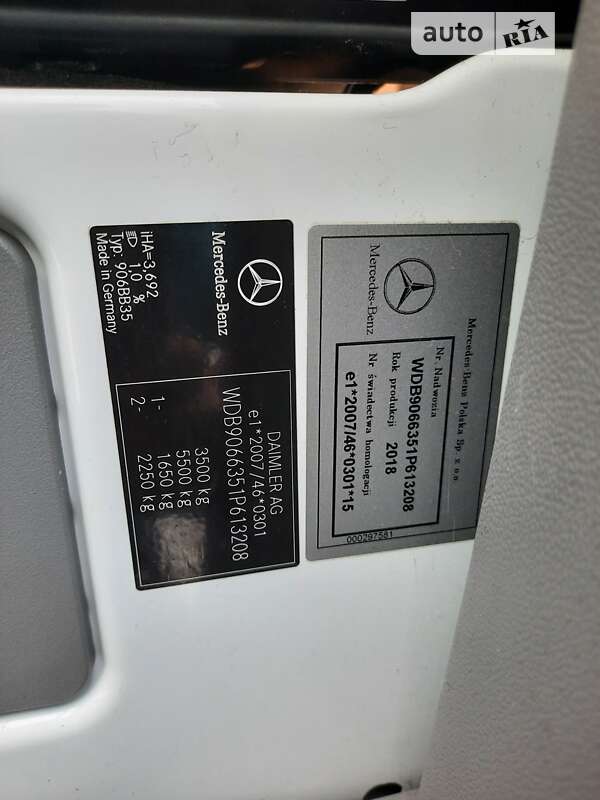 auto RIA
Mercedes-Benz
DAIMLER AG
e1*2007/46*0301
WDB9066351P613208
3500 kg
5500 kg
1- 1650 kg
2- 2250 kg
iHA=3,692
1,0 %
Typ: 906BB35
Made in Germany
Mercedes-Benz
Mercedes-Benz Polska Sp. z o.o.
Nr. Nadwozia
WDB9066351P613208
Rok produkcji 2018
Nr świadectwa homologacji
e1*2007/46*0301*15
000297581